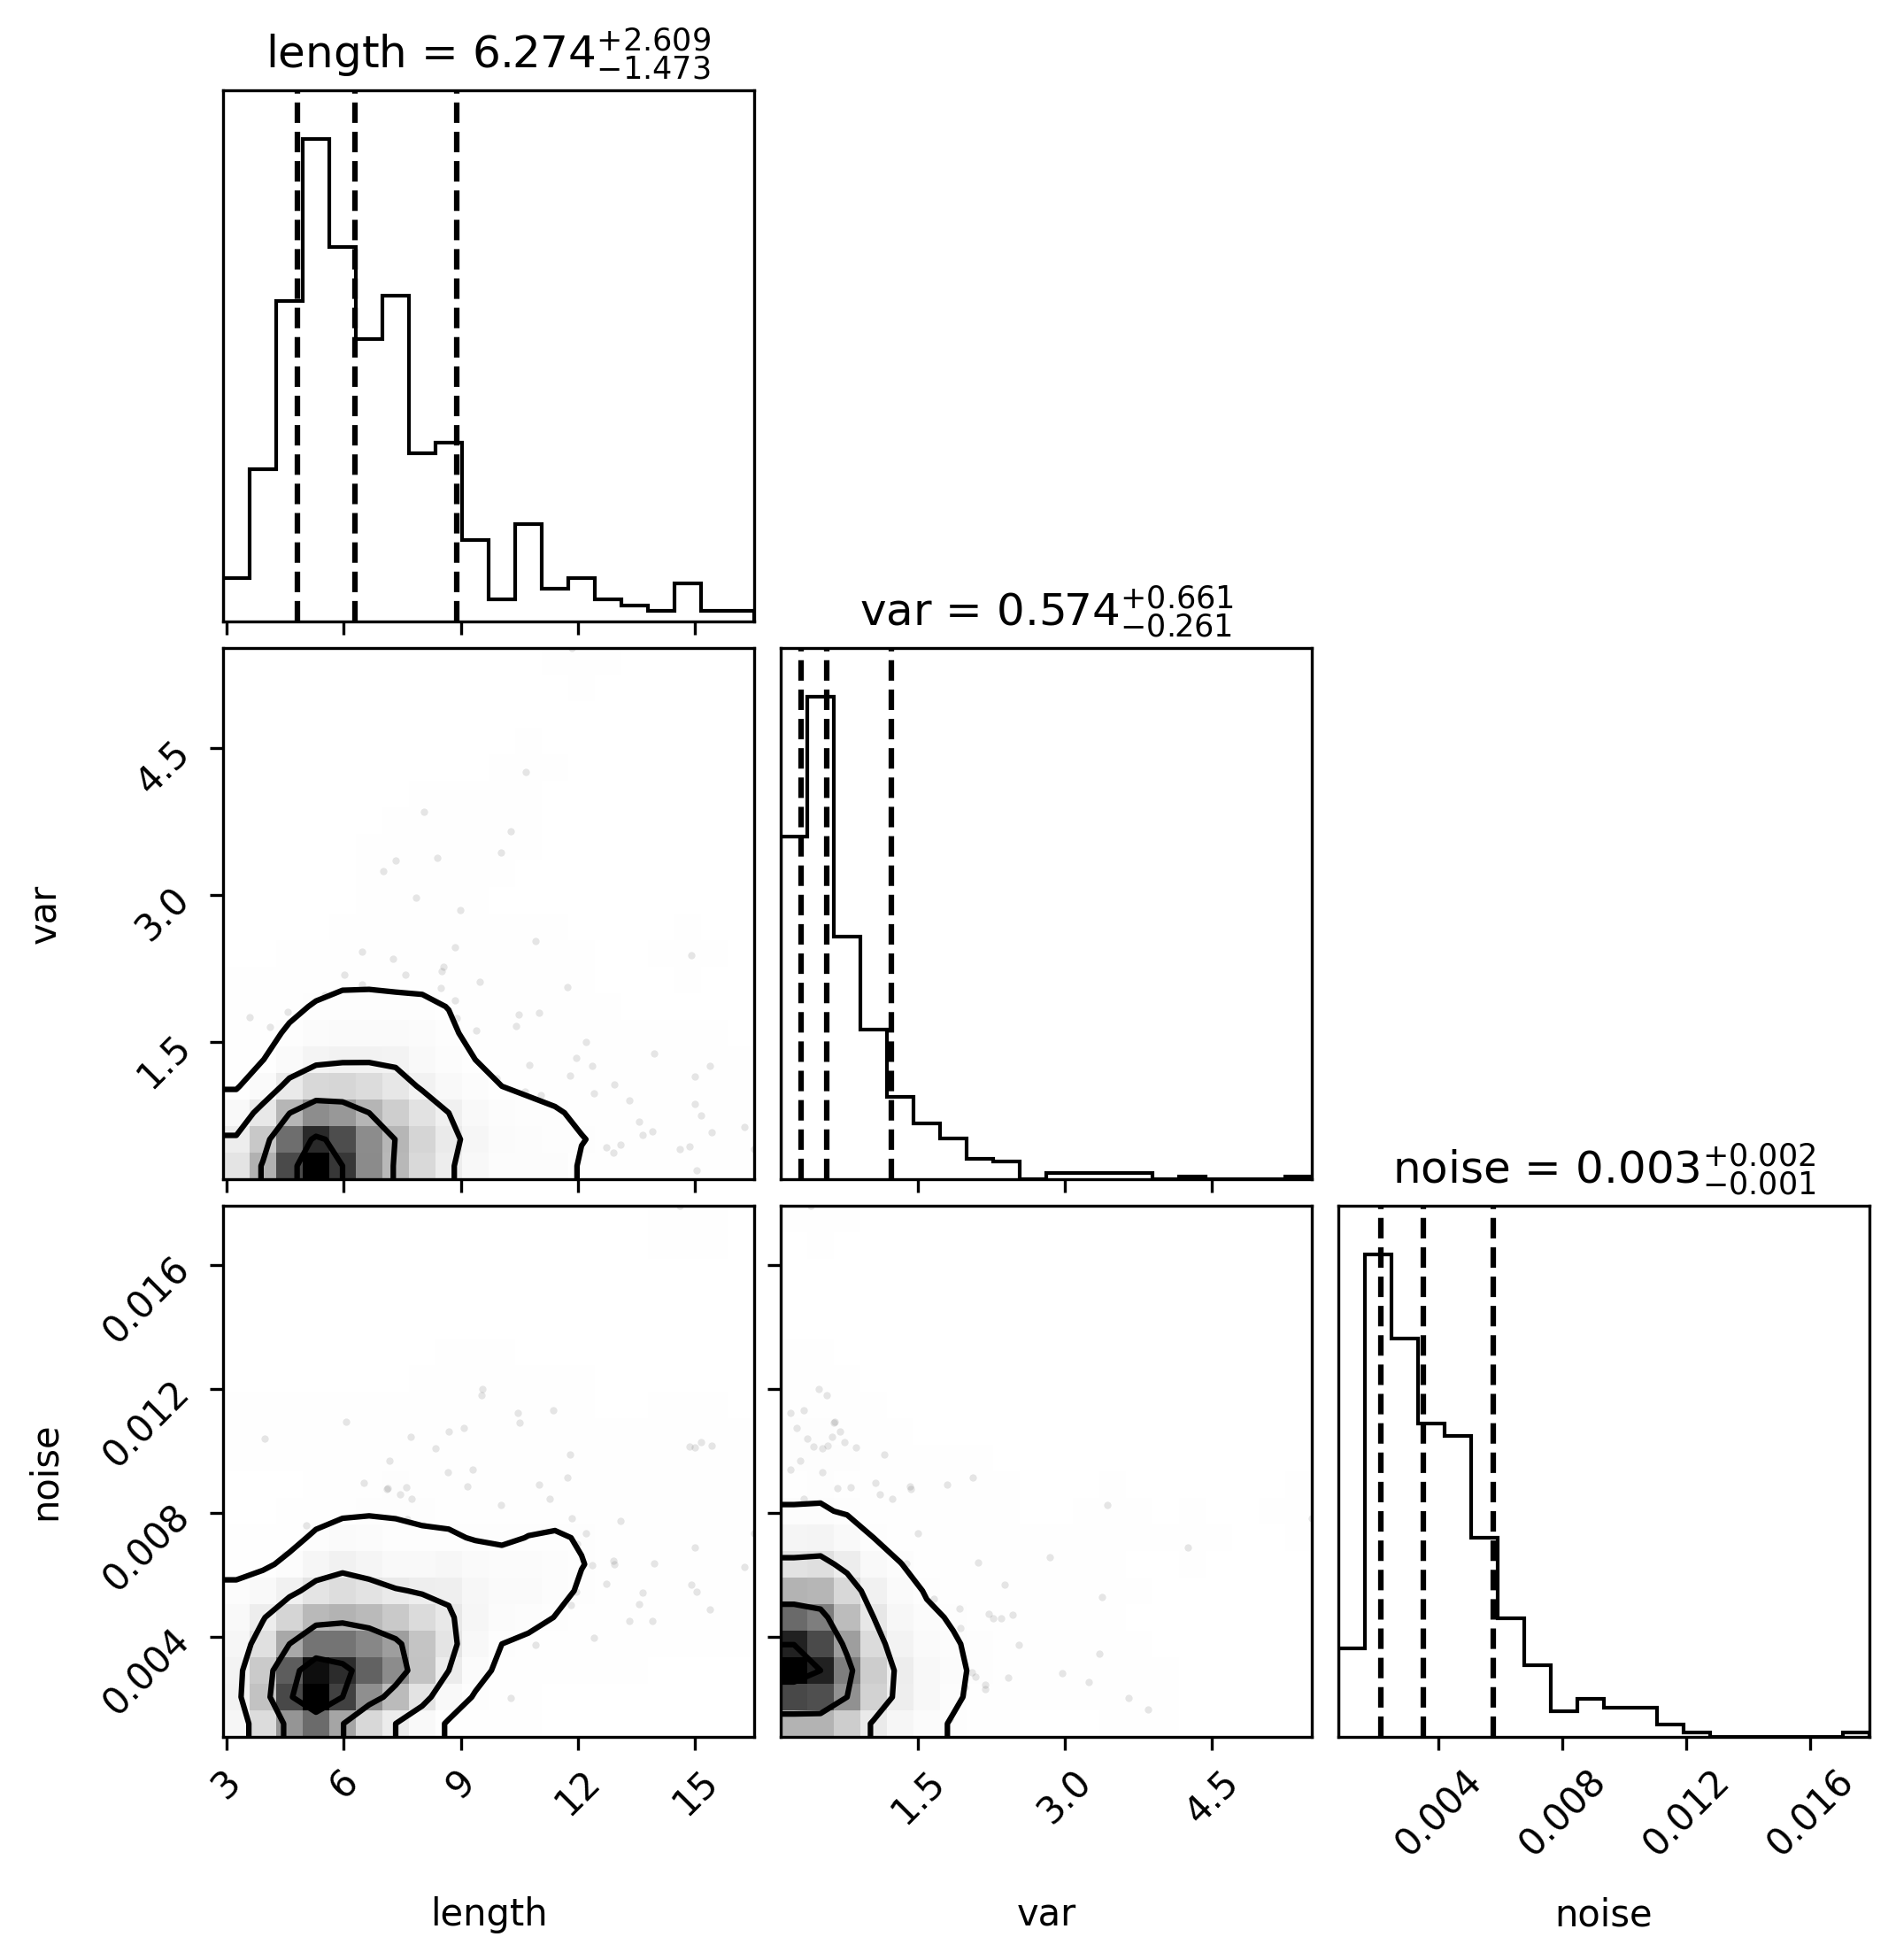 length = 6.274 +2.609 −1.473
var = 0.574 +0.661 −0.261
4.5
3.0
1.5
var
noise = 0.003 +0.002 −0.001
0.016
0.012
0.008
0.004
noise
3 6 9 12 15
1.5 3.0 4.5
0.004 0.008 0.012 0.016
length var noise